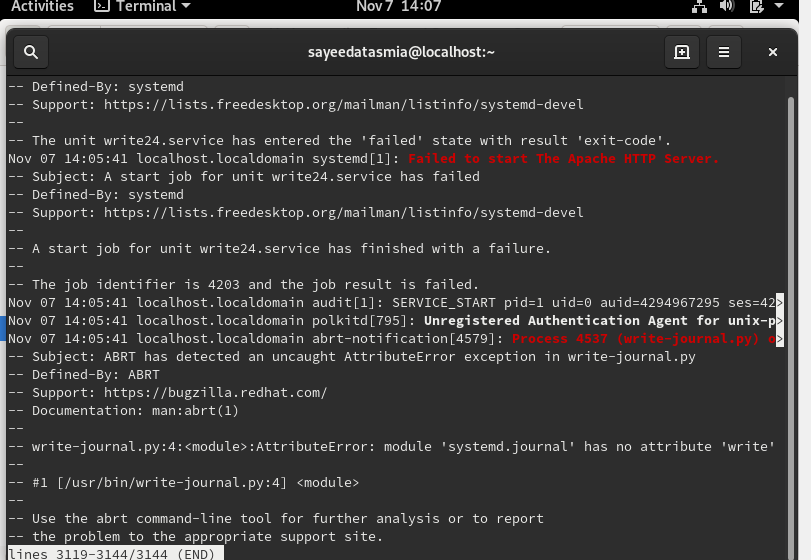 Activities Terminal Nov 7 14:07
sayeedatasmia@localhost:~
-- Defined-By: systemd
-- Support: https://lists.freedesktop.org/mailman/listinfo/systemd-devel
--
-- The unit write24.service has entered the 'failed' state with result 'exit-code'.
Nov 07 14:05:41 localhost.localdomain systemd[1]: Failed to start The Apache HTTP Server.
-- Subject: A start job for unit write24.service has failed
-- Defined-By: systemd
-- Support: https://lists.freedesktop.org/mailman/listinfo/systemd-devel
--
-- A start job for unit write24.service has finished with a failure.
--
-- The job identifier is 4203 and the job result is failed.
Nov 07 14:05:41 localhost.localdomain audit[1]: SERVICE_START pid=1 uid=0 auid=4294967295 ses=42>
Nov 07 14:05:41 localhost.localdomain polkitd[795]: Unregistered Authentication Agent for unix-p>
Nov 07 14:05:41 localhost.localdomain abrt-notification[4579]: Process 4537 (write-journal.py) o>
-- Subject: ABRT has detected an uncaught AttributeError exception in write-journal.py
-- Defined-By: ABRT
-- Support: https://bugzilla.redhat.com/
-- Documentation: man:abrt(1)
--
-- write-journal.py:4:<module>:AttributeError: module 'systemd.journal' has no attribute 'write'
--
-- #1 [/usr/bin/write-journal.py:4] <module>
--
-- Use the abrt command-line tool for further analysis or to report
-- the problem to the appropriate support site.
lines 3119-3144/3144 (END)